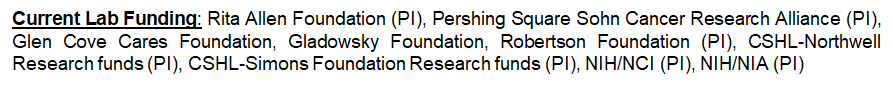 Current Lab Funding: Rita Allen Foundation (PI), Pershing Square Sohn Cancer Research Alliance (PI),
Glen Cove Cares Foundation, Gladowsky Foundation, Robertson Foundation (PI), CSHL-Northwell
Research funds (PI), CSHL-Simons Foundation Research funds (PI), NIH/NCI (PI), NIH/NIA (PI)